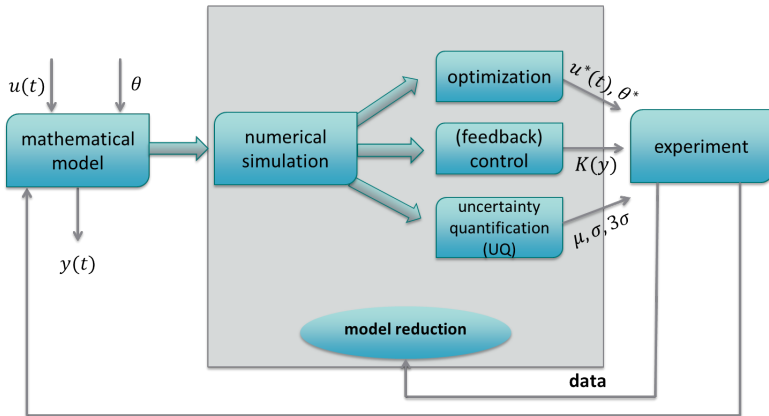 u(t)
θ
mathematical
model
y(t)
numerical
simulation
optimization
(feedback)
control
uncertainty
quantification
(UQ)
u*(t), θ*
K(y)
μ, σ, 3σ
experiment
model reduction
data